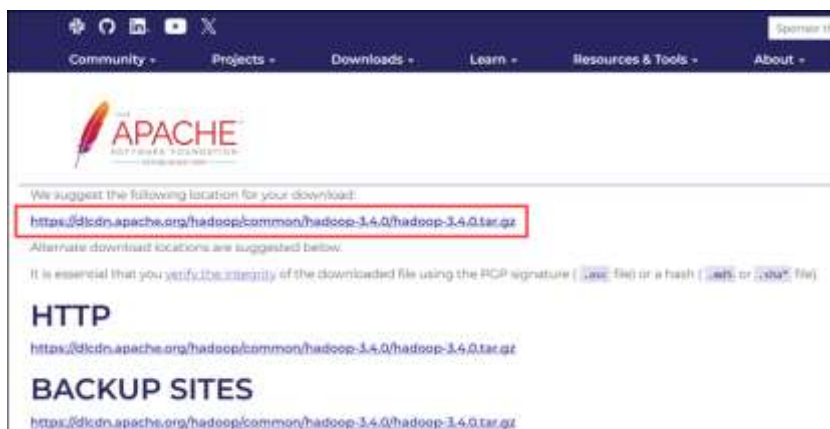 Sponsor th
Community Projects Downloads Learn Resources & Tools About
THE
APACHE
SOFTWARE FOUNDATION
We suggest the following location for your download:
https://dlcdn.apache.org/hadoop/common/hadoop-3.4.0/hadoop-3.4.0.tar.gz
Alternate download locations are suggested below.
It is essential that you verify the integrity of the downloaded file using the PGP signature ( .asc file) or a hash ( .md5 or .sha* file).
HTTP
https://dlcdn.apache.org/hadoop/common/hadoop-3.4.0/hadoop-3.4.0.tar.gz
BACKUP SITES
https://dlcdn.apache.org/hadoop/common/hadoop-3.4.0/hadoop-3.4.0.tar.gz